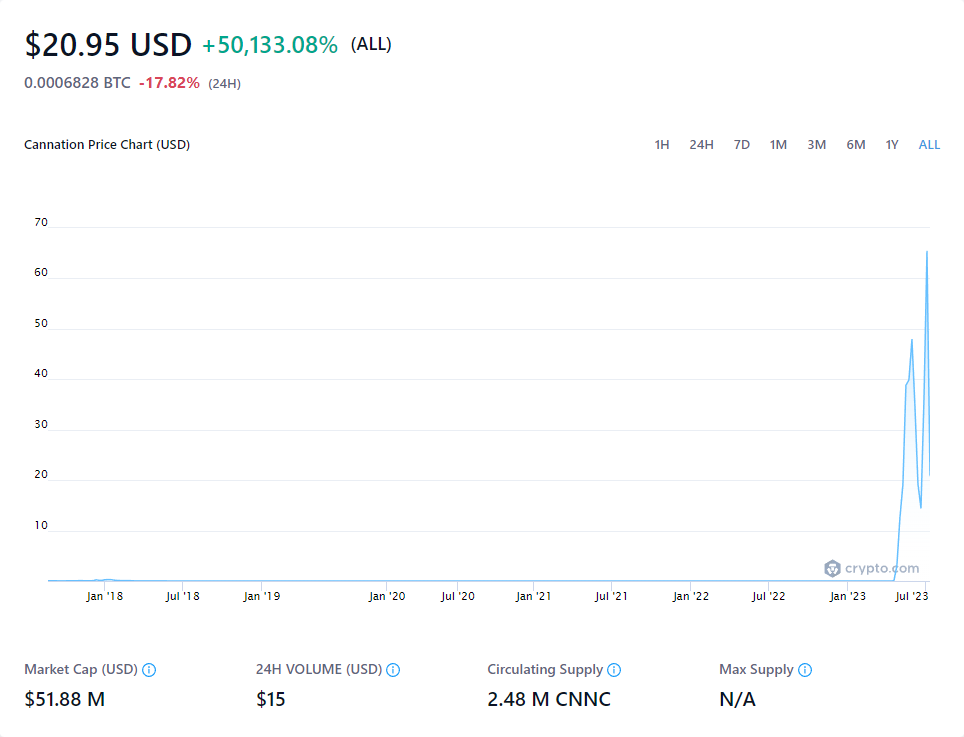 $20.95 USD +50,133.08% (ALL)
0.0006828 BTC -17.82% (24H)
Cannation Price Chart (USD) 1H 24H 7D 1M 3M 6M 1Y ALL
70
60
50
40
30
20
10
crypto.com
Jan '18 Jul '18 Jan '19 Jan '20 Jul '20 Jan '21 Jul '21 Jan '22 Jul '22 Jan '23 Jul '23
Market Cap (USD) 24H VOLUME (USD) Circulating Supply Max Supply
$51.88 M $15 2.48 M CNNC N/A